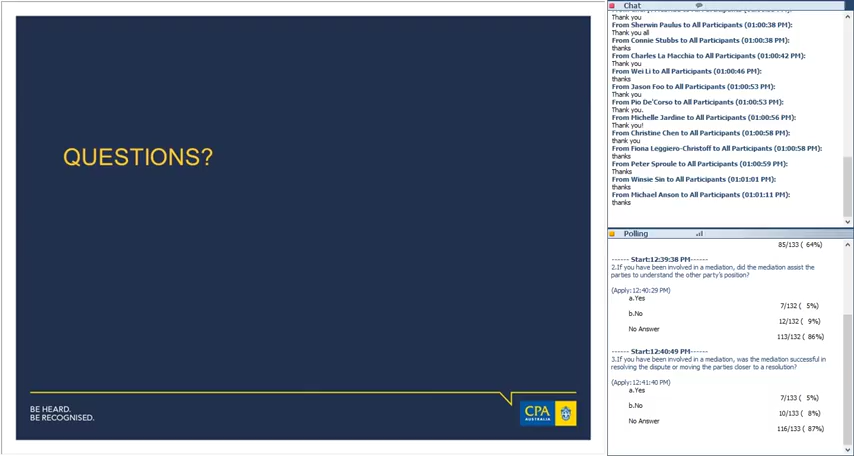 QUESTIONS?
BE HEARD.
BE RECOGNISED.
CPA
AUSTRALIA
Chat
Thank you
From Sherwin Paulus to All Participants (01:00:38 PM):
Thank you all
From Connie Stubbs to All Participants (01:00:38 PM):
thanks
From Charles La Macchia to All Participants (01:00:42 PM):
Thank you
From Wei Li to All Participants (01:00:46 PM):
thanks
From Jason Foo to All Participants (01:00:53 PM):
Thank you
From Pio De'Corso to All Participants (01:00:53 PM):
Thank you.
From Michelle Jardine to All Participants (01:00:56 PM):
Thank you!
From Christine Chen to All Participants (01:00:58 PM):
thank you
From Fiona Leggiero-Christoff to All Participants (01:00:58 PM):
thanks
From Peter Sproule to All Participants (01:00:59 PM):
Thanks
From Winsie Sin to All Participants (01:01:01 PM):
thanks
From Michael Anson to All Participants (01:01:11 PM):
thanks
Polling
85/133 ( 64%)
------ Start:12:39:38 PM------
2.If you have been involved in a mediation, did the mediation assist the
parties to understand the other party's position?
(Apply:12:40:29 PM)
a.Yes
7/132 ( 5%)
b.No
12/132 ( 9%)
No Answer
113/132 ( 86%)
------ Start:12:40:49 PM------
3.If you have been involved in a mediation, was the mediation successful in
resolving the dispute or moving the parties closer to a resolution?
(Apply:12:41:40 PM)
a.Yes
7/133 ( 5%)
b.No
10/133 ( 8%)
No Answer
116/133 ( 87%)